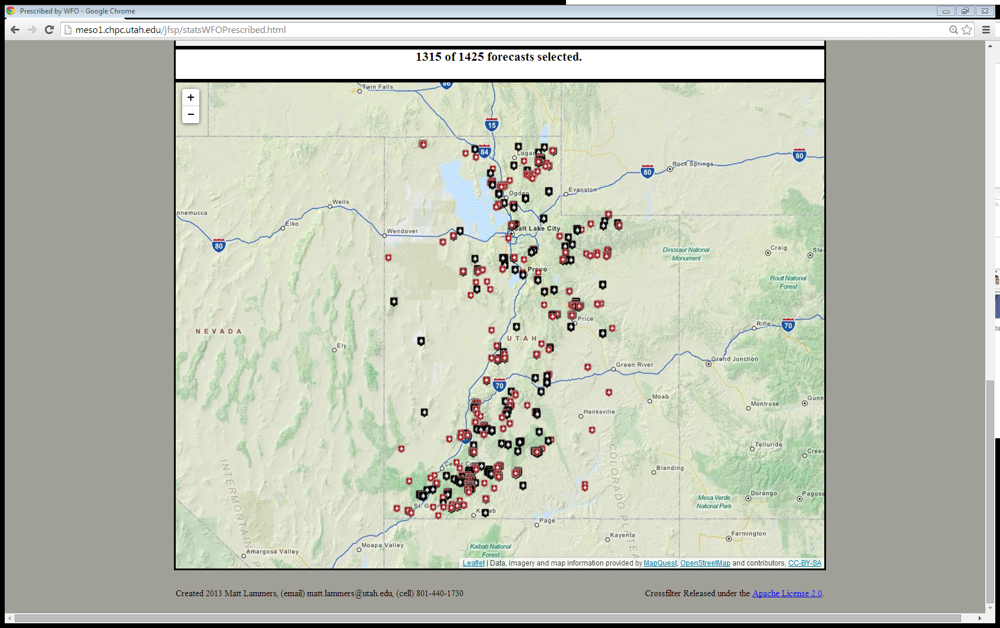 Prescribed by WFO - Google Chrome
meso1.chpc.utah.edu/jfsp/statsWFOPrescribed.html
1315 of 1425 forecasts selected.
+
−
Twin Falls
86
15
84
Logan
80
80
Rock Springs
Evanston
Ogden
Wells
nnemucca
Elko
Wendover
Salt Lake City
80
Dinosaur National
Monument
Craig
Routt National
Forest
Provo
Price
NEVADA
UTAH
Ely
70
Rifle
Grand Junction
Green River
70
Moab
Montrose
Gunn
Hanksville
Telluride
Creed
Blanding
INTERMONTAIN
COLORADO PLATEA
Mesa Verde
National Park
Durango
Pagosa
Page
Kayenta
Farmington
Moapa Valley
Amargosa Valley
Kaibab National
Forest
Leaflet | Data, imagery and map information provided by MapQuest, OpenStreetMap and contributors, CC-BY-SA
Created 2013 Matt Lammers, (email) matt.lammers@utah.edu, (cell) 801-440-1730
Crossfilter Released under the Apache License 2.0.